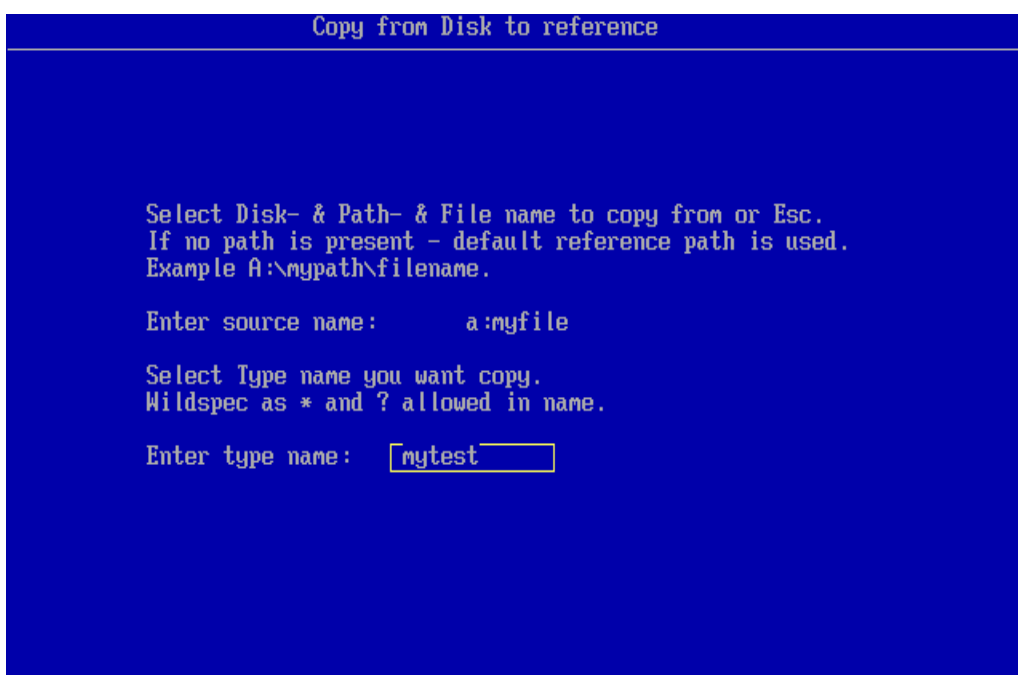 Copy from Disk to reference
Select Disk- & Path- & File name to copy from or Esc.
If no path is present - default reference path is used.
Example A:\mypath\filename.
Enter source name: a:myfile
Select Type name you want copy.
Wildspec as * and ? allowed in name.
Enter type name: mytest